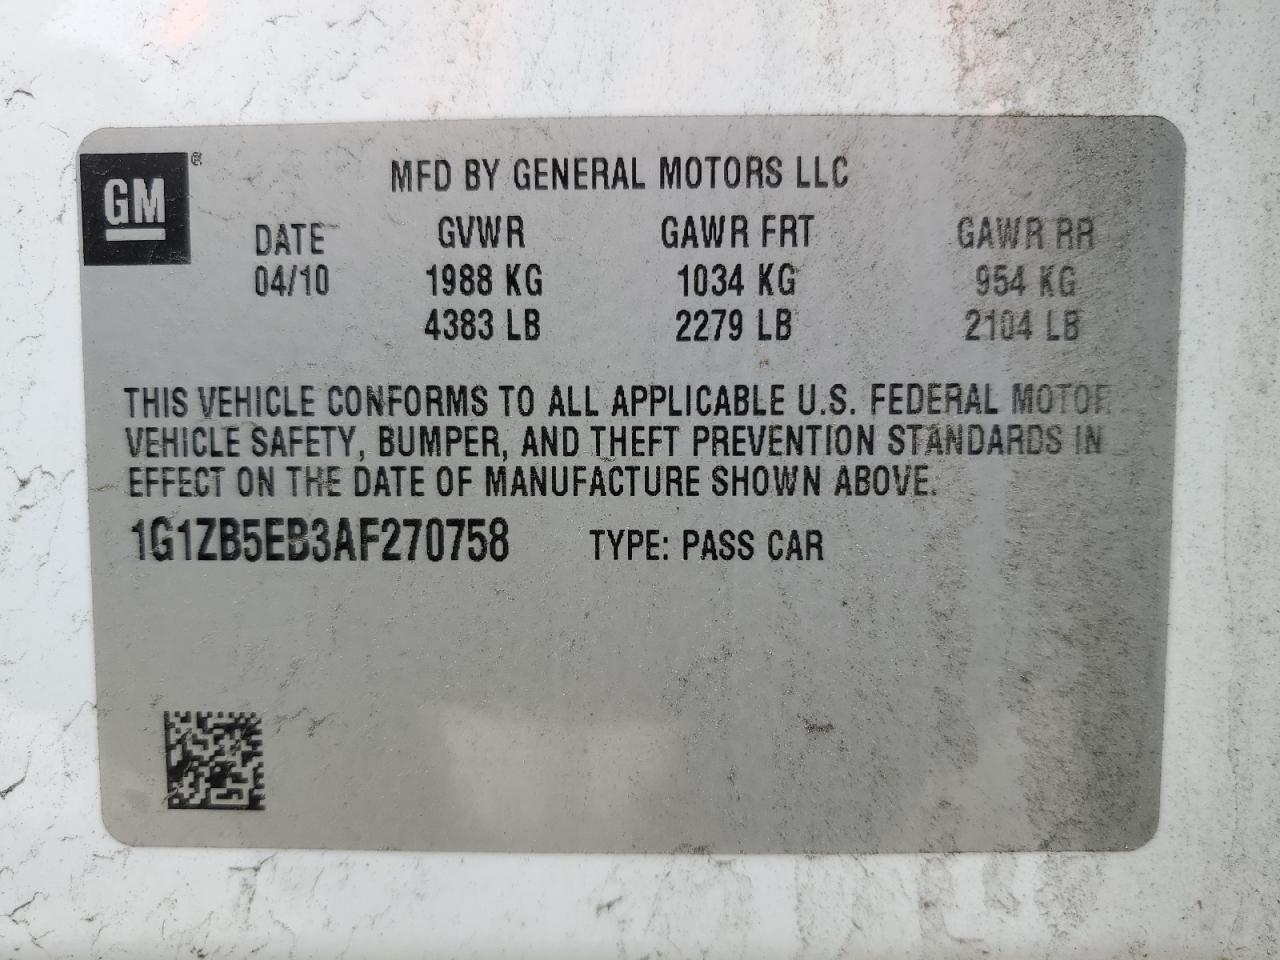 GM ®
MFD BY GENERAL MOTORS LLC
DATE GVWR GAWR FRT GAWR RR
04/10 1988 KG 1034 KG 954 KG
4383 LB 2279 LB 2104 LB
THIS VEHICLE CONFORMS TO ALL APPLICABLE U.S. FEDERAL MOTOR
VEHICLE SAFETY, BUMPER, AND THEFT PREVENTION STANDARDS IN
EFFECT ON THE DATE OF MANUFACTURE SHOWN ABOVE.
1G1ZB5EB3AF270758 TYPE: PASS CAR